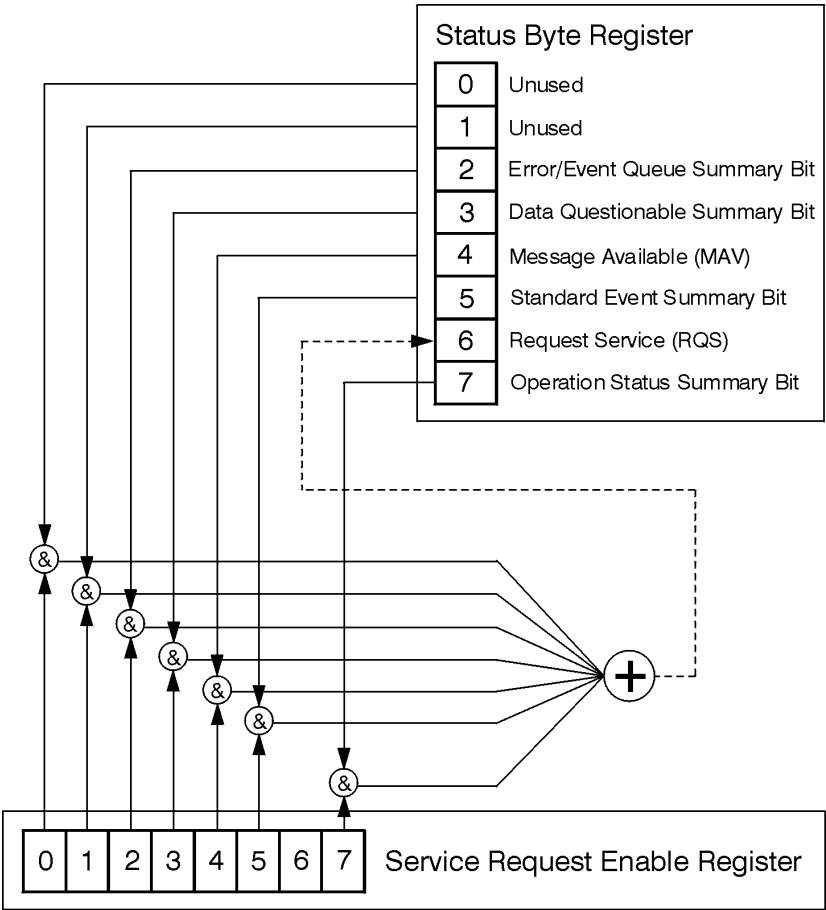 Status Byte Register
0 Unused
1 Unused
2 Error/Event Queue Summary Bit
3 Data Questionable Summary Bit
4 Message Available (MAV)
5 Standard Event Summary Bit
6 Request Service (RQS)
7 Operation Status Summary Bit
&
&
&
&
&
&
&
+
0 1 2 3 4 5 6 7 Service Request Enable Register